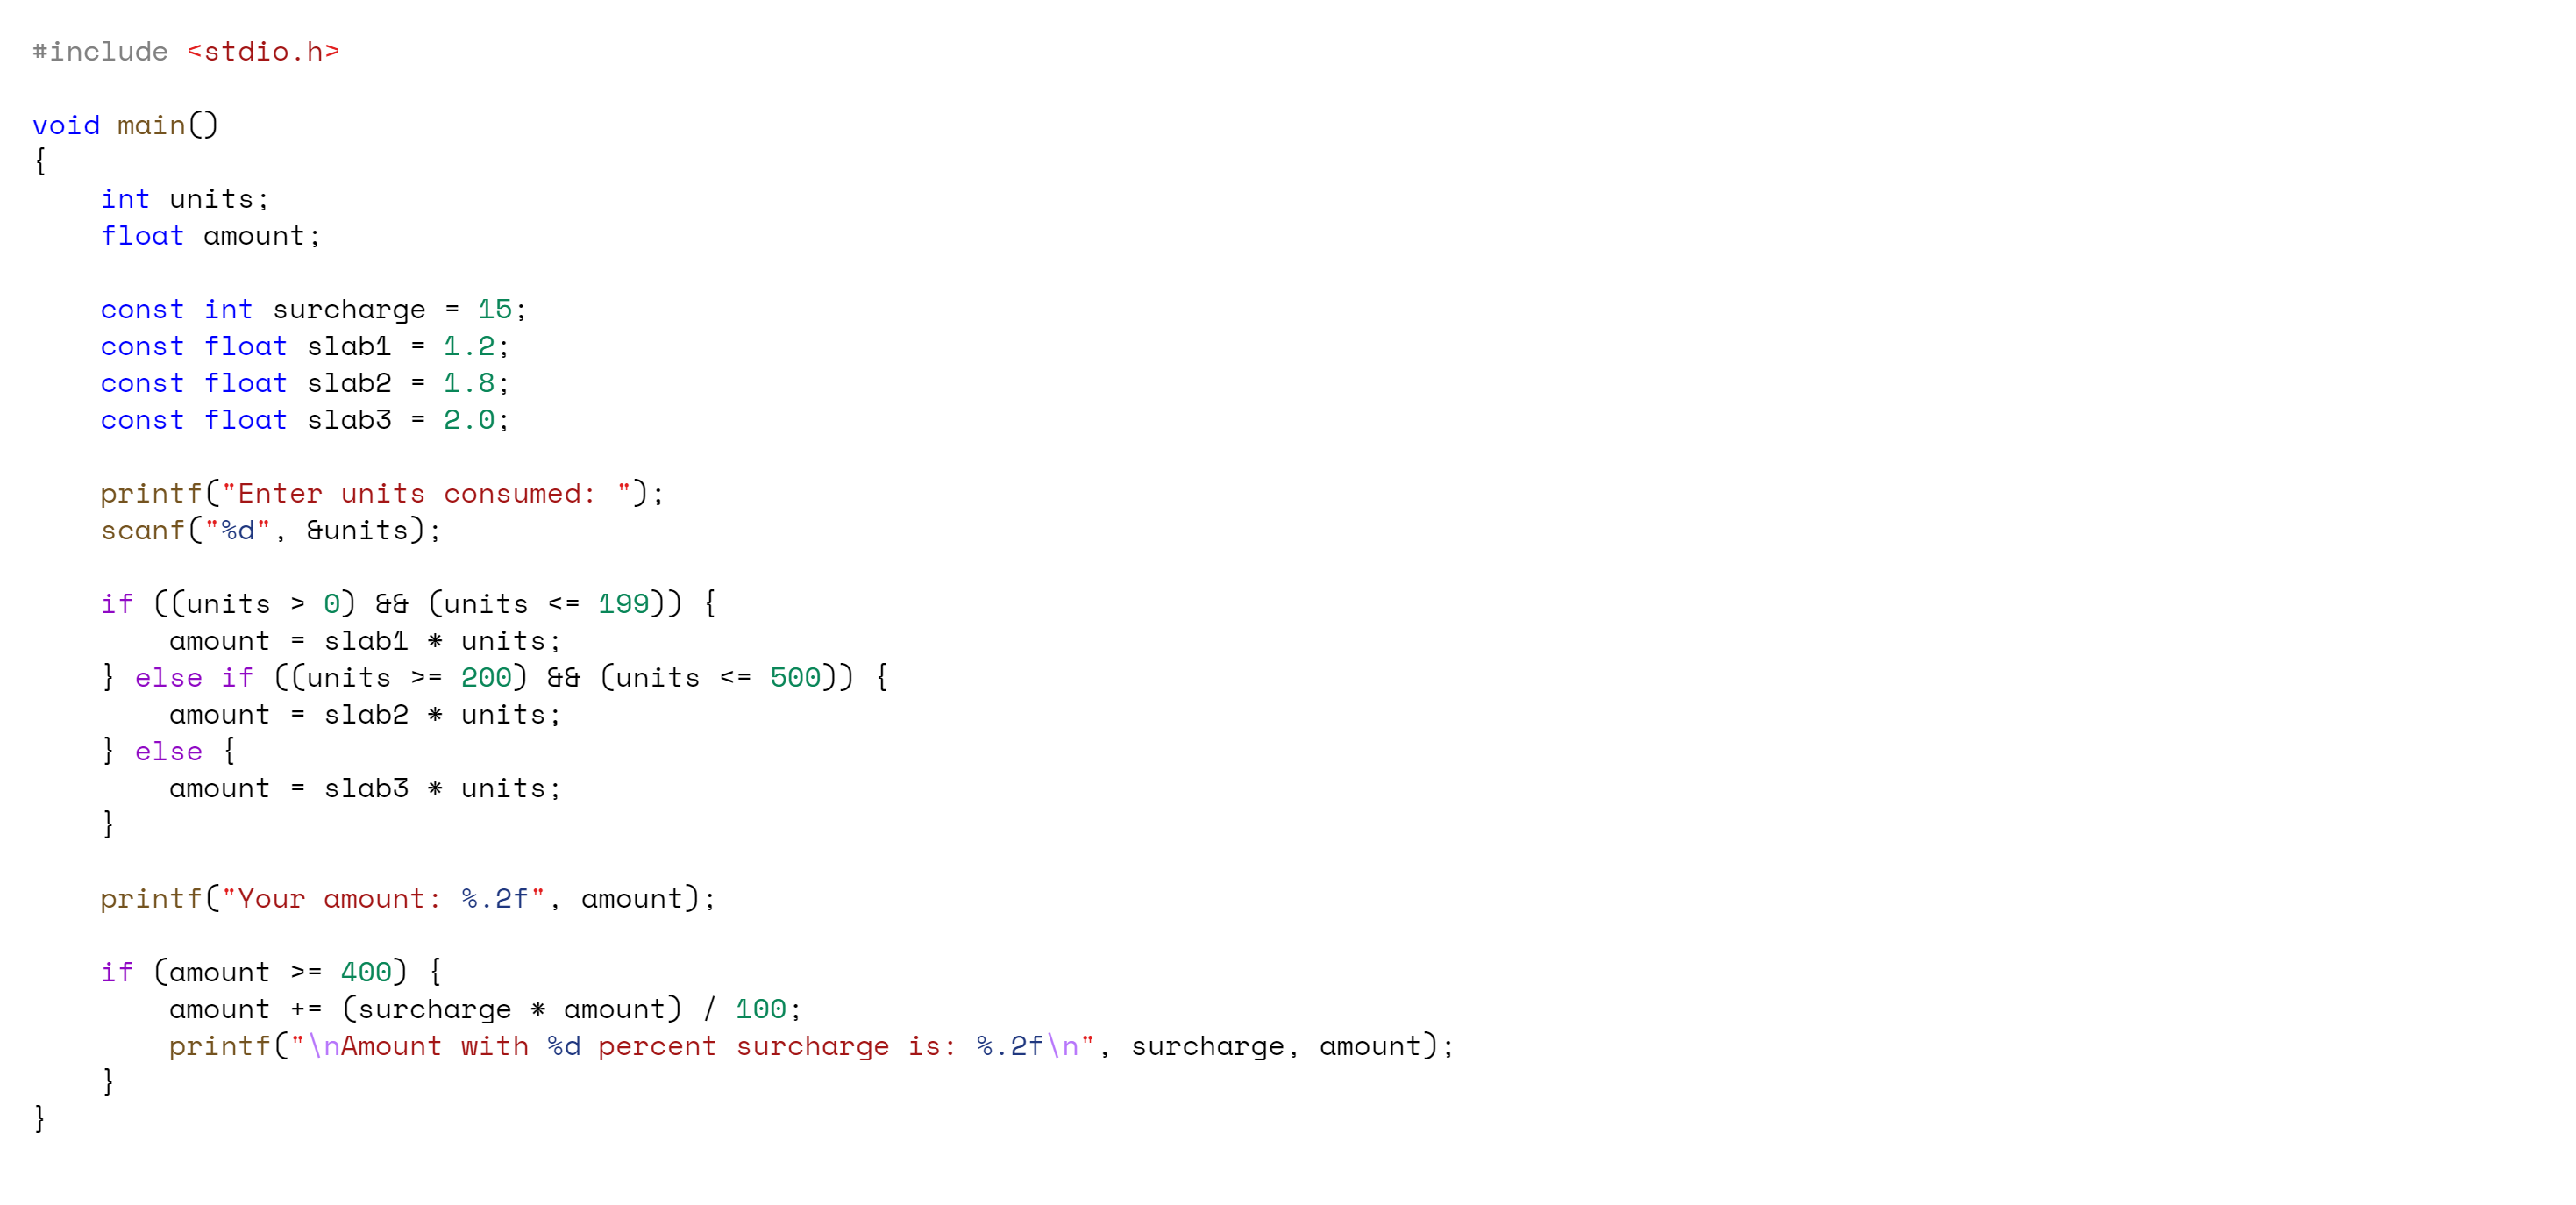 #include <stdio.h>

void main()
{
    int units;
    float amount;

    const int surcharge = 15;
    const float slab1 = 1.2;
    const float slab2 = 1.8;
    const float slab3 = 2.0;

    printf("Enter units consumed: ");
    scanf("%d", &units);

    if ((units > 0) && (units <= 199)) {
        amount = slab1 * units;
    } else if ((units >= 200) && (units <= 500)) {
        amount = slab2 * units;
    } else {
        amount = slab3 * units;
    }

    printf("Your amount: %.2f", amount);

    if (amount >= 400) {
        amount += (surcharge * amount) / 100;
        printf("\nAmount with %d percent surcharge is: %.2f\n", surcharge, amount);
    }
}